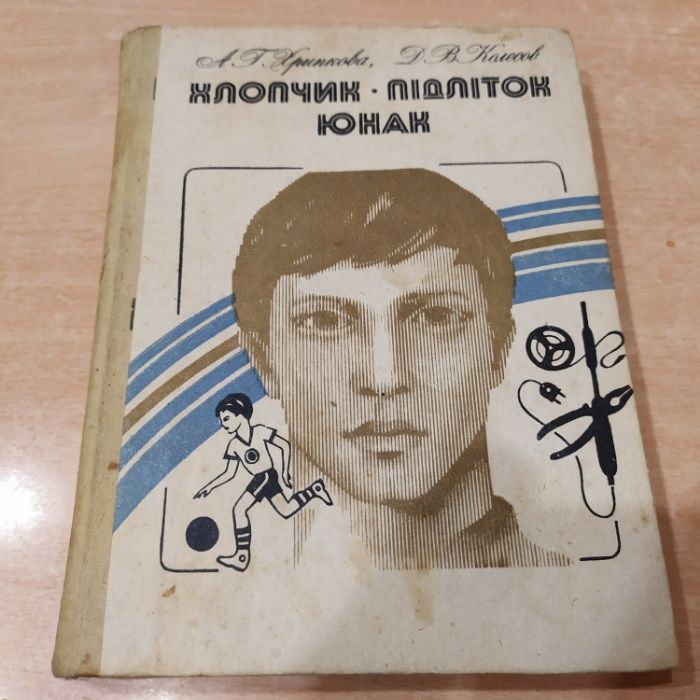 А. Г. Хрипкова, Д. В. Колесов
ХЛОПЧИК · ПІДЛІТОК
ЮНАК